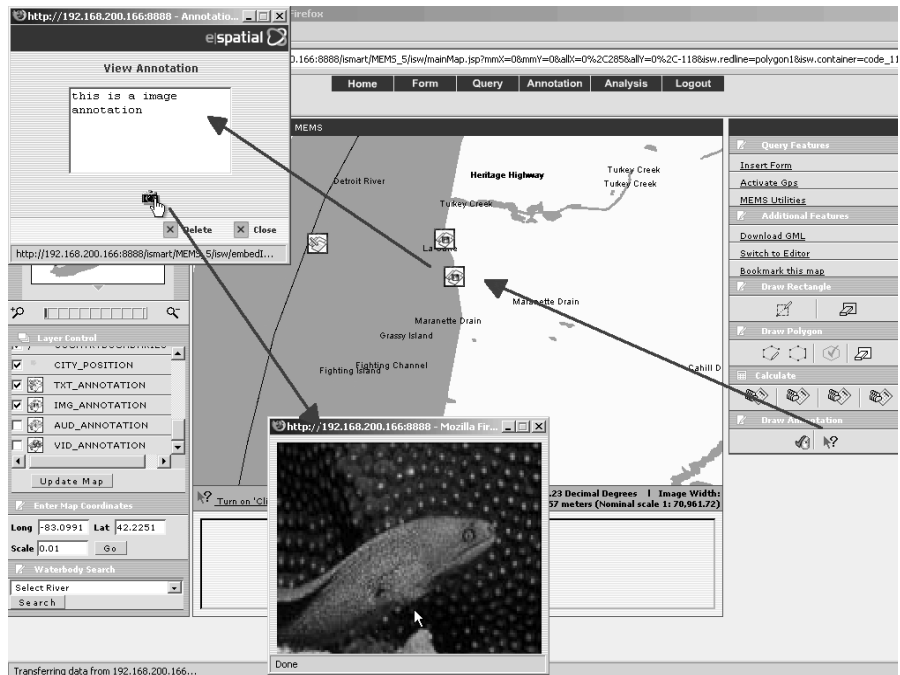 http://192.168.200.166:8888 - Annotatio...
irefox
e|spatial
View Annotation
this is a image
annotation
Delete
Close
http://192.168.200.166:8888/ismart/MEMS_5/isw/embedI...
0.166:8888/ismart/MEMS_5/isw/mainMap.jsp?mmX=0&mmY=0&allX=0%2C285&allY=0%2C-118&isw.redline=polygon1&isw.container=code_11
Home Form Query Annotation Analysis Logout
MEMS
Detroit River
Heritage Highway
Turkey Creek
Turkey Creek
Turkey Creek
Maranette Drain
Maranette Drain
Grassy Island
Fighting Island
Fighting Channel
Cahill D
Query Features
Insert Form
Activate Gps
MEMS Utilities
Additional Features
Download GML
Switch to Editor
Bookmark this map
Draw Rectangle
Draw Polygon
Calculate
Draw Annotation
Layer Control
CITY_POSITION
TXT_ANNOTATION
IMG_ANNOTATION
AUD_ANNOTATION
VID_ANNOTATION
Update Map
Enter Map Coordinates
Long -83.0991 Lat 42.2251
Scale 0.01 Go
Waterbody Search
Select River
Search
Turn on 'Cli
.23 Decimal Degrees | Image Width:
57 meters (Nominal scale 1: 70,961.72)
http://192.168.200.166:8888 - Mozilla Fir...
Done
Transferring data from 192.168.200.166...